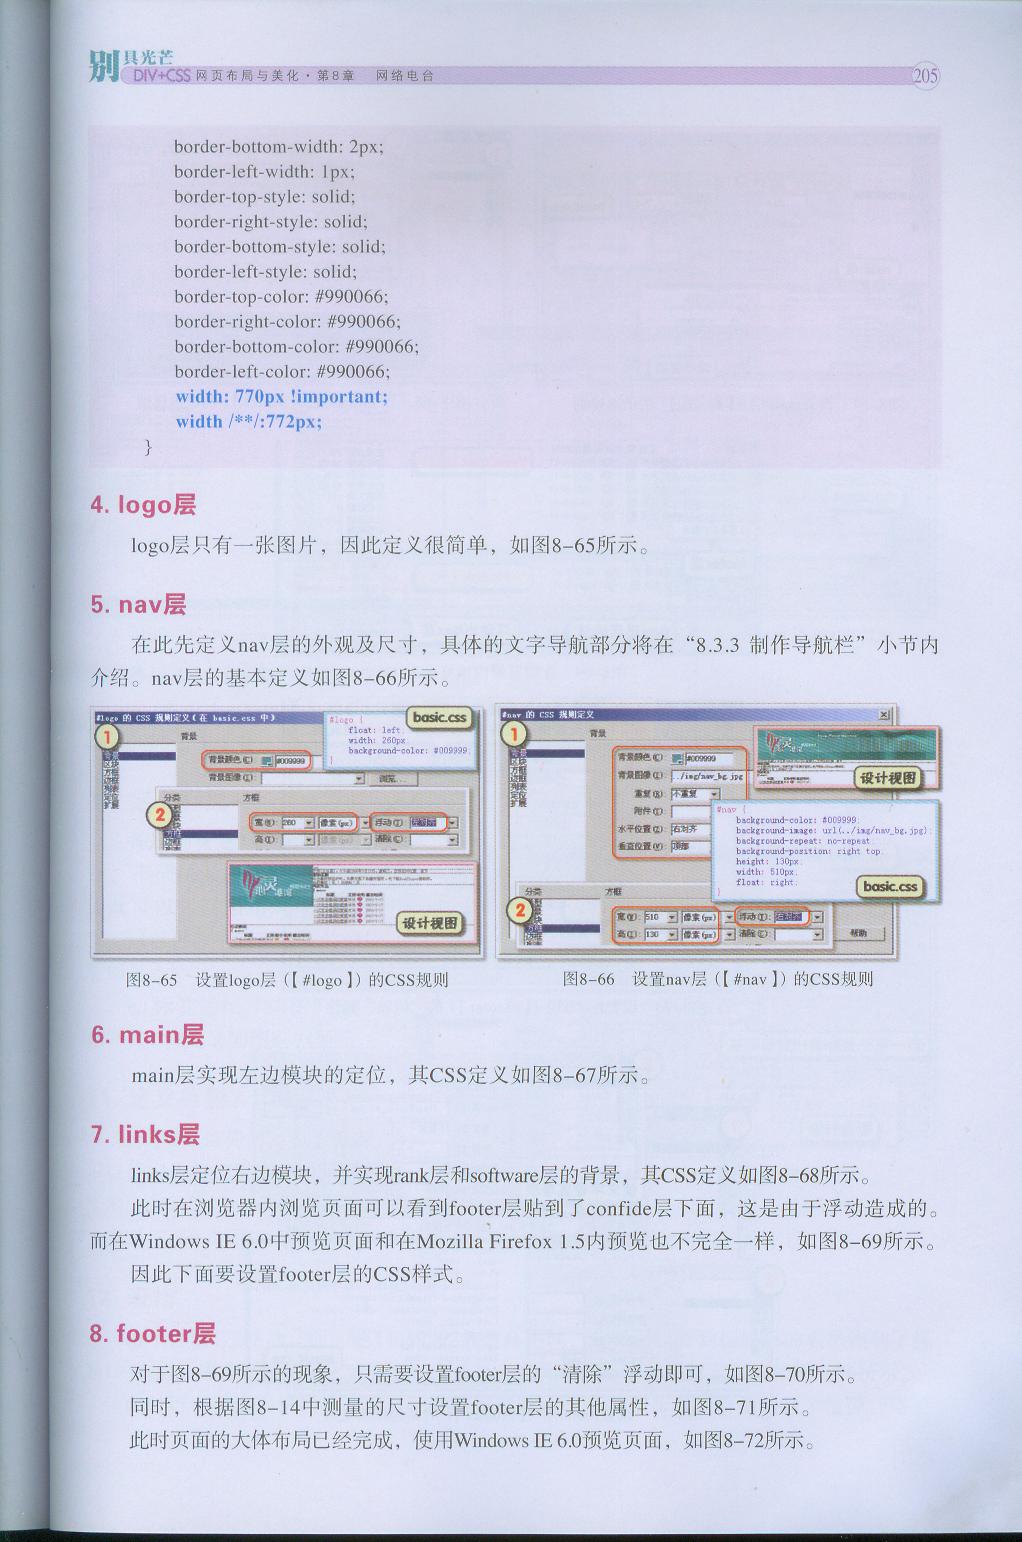 别具光芒
DIV+CSS 网页布局与美化·第8章 网络电台
205
border-bottom-width: 2px;
border-left-width: 1px;
border-top-style: solid;
border-right-style: solid;
border-bottom-style: solid;
border-left-style: solid;
border-top-color: #990066;
border-right-color: #990066;
border-bottom-color: #990066;
border-left-color: #990066;
width: 770px !important;
width /**/:772px;
}
4. logo层
logo层只有一张图片，因此定义很简单，如图8-65所示。
5. nav层
在此先定义nav层的外观及尺寸，具体的文字导航部分将在“8.3.3 制作导航栏”小节内
介绍。nav层的基本定义如图8-66所示。
#logo 的 CSS 规则定义(在 basic.css 中)
1
背景
背景颜色(C): #009999
背景图像(I): 浏览...
区块
方框
边框
列表
定位
扩展
#logo {
float: left;
width: 260px;
background-color: #009999;
}
basic.css
2
分类 方框
宽(W): 260 像素(px) 浮动(T): 左对齐
高(H): 像素(px) 清除(C):
设计视图
#nav 的 CSS 规则定义
1
背景
背景颜色(C): #009999
背景图像(I): ../img/nav_bg.jpg
重复(R): 不重复
附件(T):
水平位置(Z): 右对齐
垂直位置(V): 顶部
区块
方框
边框
列表
定位
扩展
设计视图
#nav {
background-color: #009999;
background-image: url(../img/nav_bg.jpg);
background-repeat: no-repeat;
background-position: right top;
height: 130px;
width: 510px;
float: right;
}
basic.css
2
分类 方框
宽(W): 510 像素(px) 浮动(T): 右对齐
高(H): 130 像素(px) 清除(C):
帮助
图8-65 设置logo层（【#logo】）的CSS规则
图8-66 设置nav层（【#nav】）的CSS规则
6. main层
main层实现左边模块的定位，其CSS定义如图8-67所示。
7. links层
links层定位右边模块，并实现rank层和software层的背景，其CSS定义如图8-68所示。
此时在浏览器内浏览页面可以看到footer层贴到了confide层下面，这是由于浮动造成的。
而在Windows IE 6.0中预览页面和在Mozilla Firefox 1.5内预览也不完全一样，如图8-69所示。
因此下面要设置footer层的CSS样式。
8. footer层
对于图8-69所示的现象，只需要设置footer层的“清除”浮动即可，如图8-70所示。
同时，根据图8-14中测量的尺寸设置footer层的其他属性，如图8-71所示。
此时页面的大体布局已经完成，使用Windows IE 6.0预览页面，如图8-72所示。